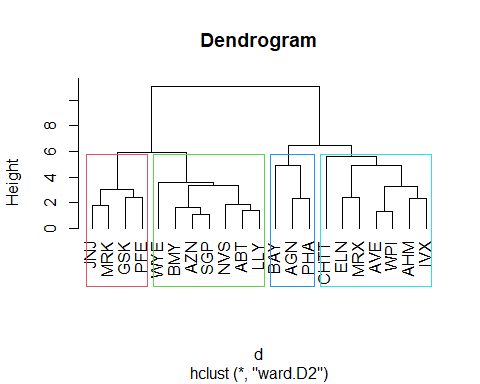 Dendrogram
Height
8
6
4
2
0
JNJ
MRK
GSK
PFE
WYE
BMY
AZN
SGP
NVS
ABT
LLY
BAY
AGN
PHA
CHTT
ELN
MRX
AVE
WPI
AHM
IVX
d
hclust (*, "ward.D2")